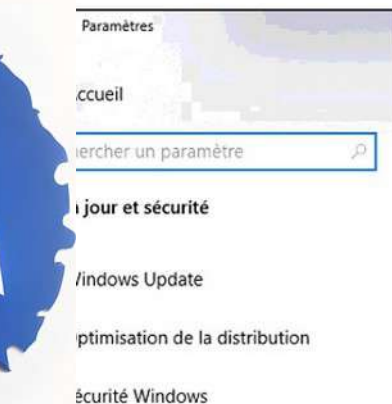 Paramètres
ccueil
ercher un paramètre
jour et sécurité
indows Update
ptimisation de la distribution
écurité Windows